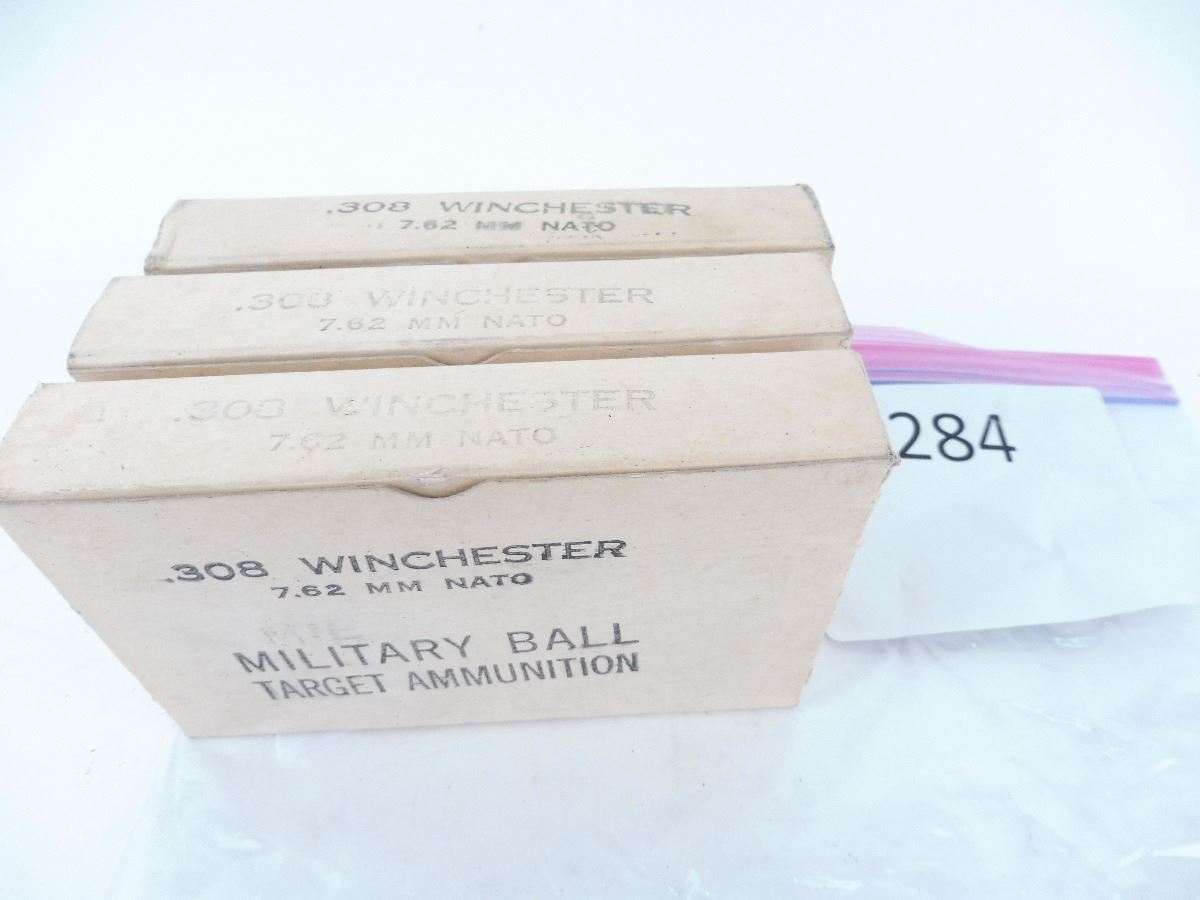 .308 WINCHESTER
7.62 MM NATO
.308 WINCHESTER
7.62 MM NATO
.308 WINCHESTER
7.62 MM NATO
284
.308 WINCHESTER
7.62 MM NATO
MILITARY BALL
TARGET AMMUNITION